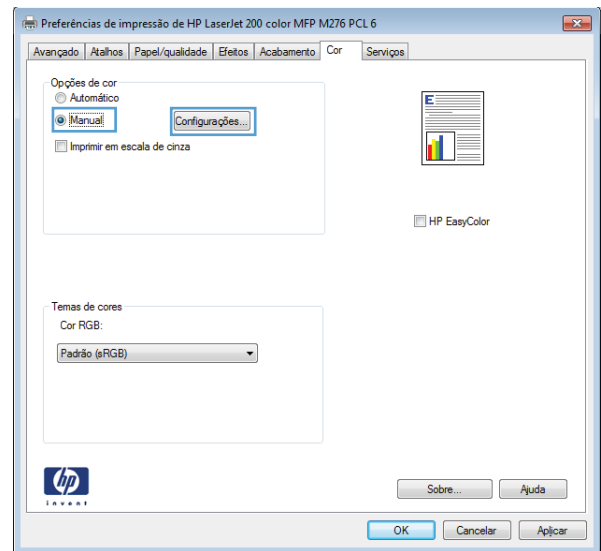 Preferências de impressão de HP LaserJet 200 color MFP M276 PCL 6
Avançado Atalhos Papel/qualidade Efeitos Acabamento Cor Serviços
Opções de cor
Automático
Manual Configurações...
Imprimir em escala de cinza
E
HP EasyColor
Temas de cores
Cor RGB:
Padrão (sRGB)
hp
invent
Sobre... Ajuda
OK Cancelar Aplicar